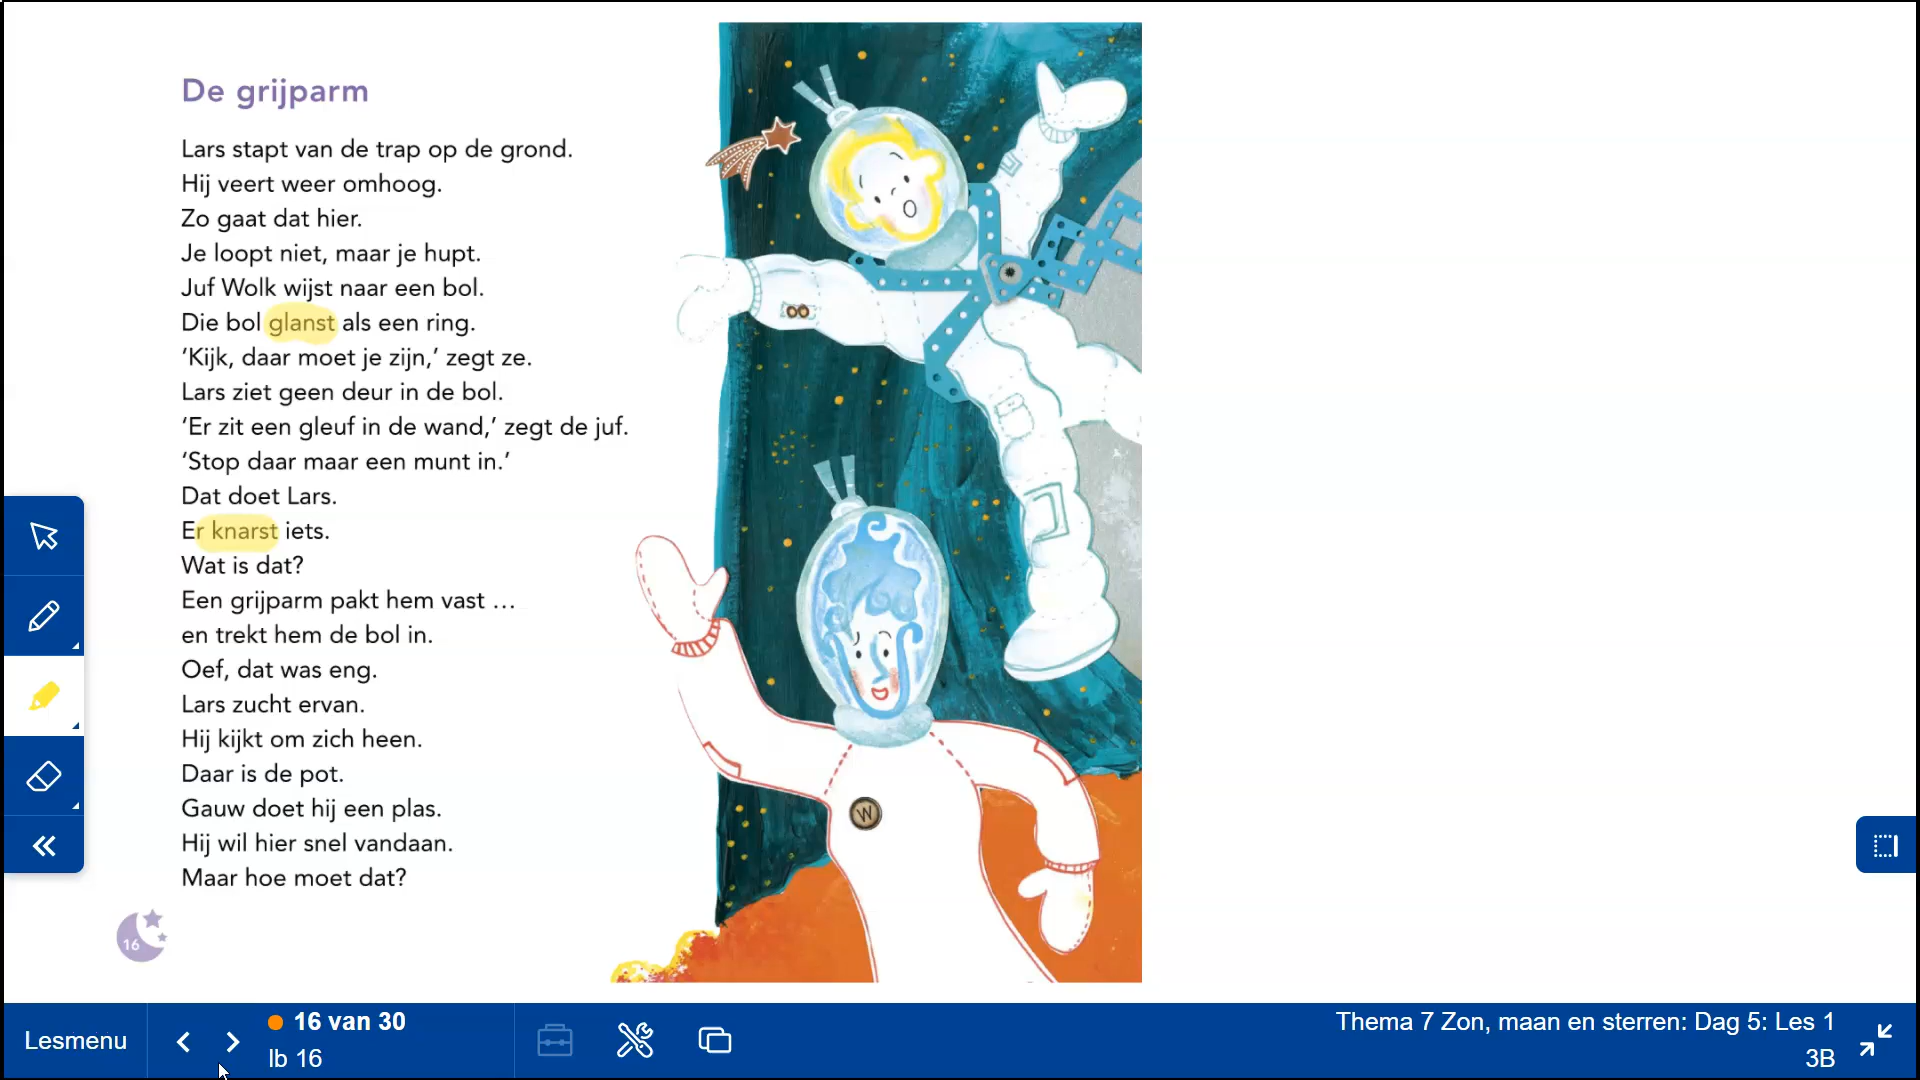 De grijparm
Lars stapt van de trap op de grond.
Hij veert weer omhoog.
Zo gaat dat hier.
Je loopt niet, maar je hupt.
Juf Wolk wijst naar een bol.
Die bol glanst als een ring.
‘Kijk, daar moet je zijn,’ zegt ze.
Lars ziet geen deur in de bol.
‘Er zit een gleuf in de wand,’ zegt de juf.
‘Stop daar maar een munt in.’
Dat doet Lars.
Er knarst iets.
Wat is dat?
Een grijparm pakt hem vast …
en trekt hem de bol in.
Oef, dat was eng.
Lars zucht ervan.
Hij kijkt om zich heen.
Daar is de pot.
Gauw doet hij een plas.
Hij wil hier snel vandaan.
Maar hoe moet dat?
16
W
Lesmenu
16 van 30
lb 16
Thema 7 Zon, maan en sterren: Dag 5: Les 1
3B